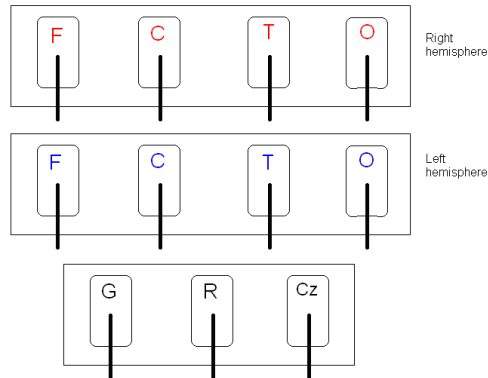 F C T O
Right
hemisphere
F C T O
Left
hemisphere
G R Cz